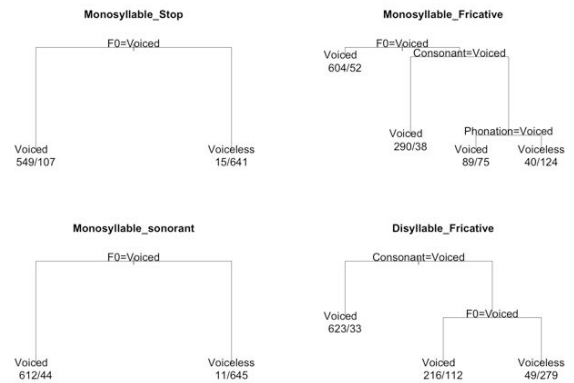 Monosyllable_Stop
F0=Voiced
Voiced
549/107
Voiceless
15/641
Monosyllable_Fricative
F0=Voiced
Voiced
604/52
Consonant=Voiced
Voiced
290/38
Phonation=Voiced
Voiced
89/75
Voiceless
40/124
Monosyllable_sonorant
F0=Voiced
Voiced
612/44
Voiceless
11/645
Disyllable_Fricative
Consonant=Voiced
Voiced
623/33
F0=Voiced
Voiced
216/112
Voiceless
49/279